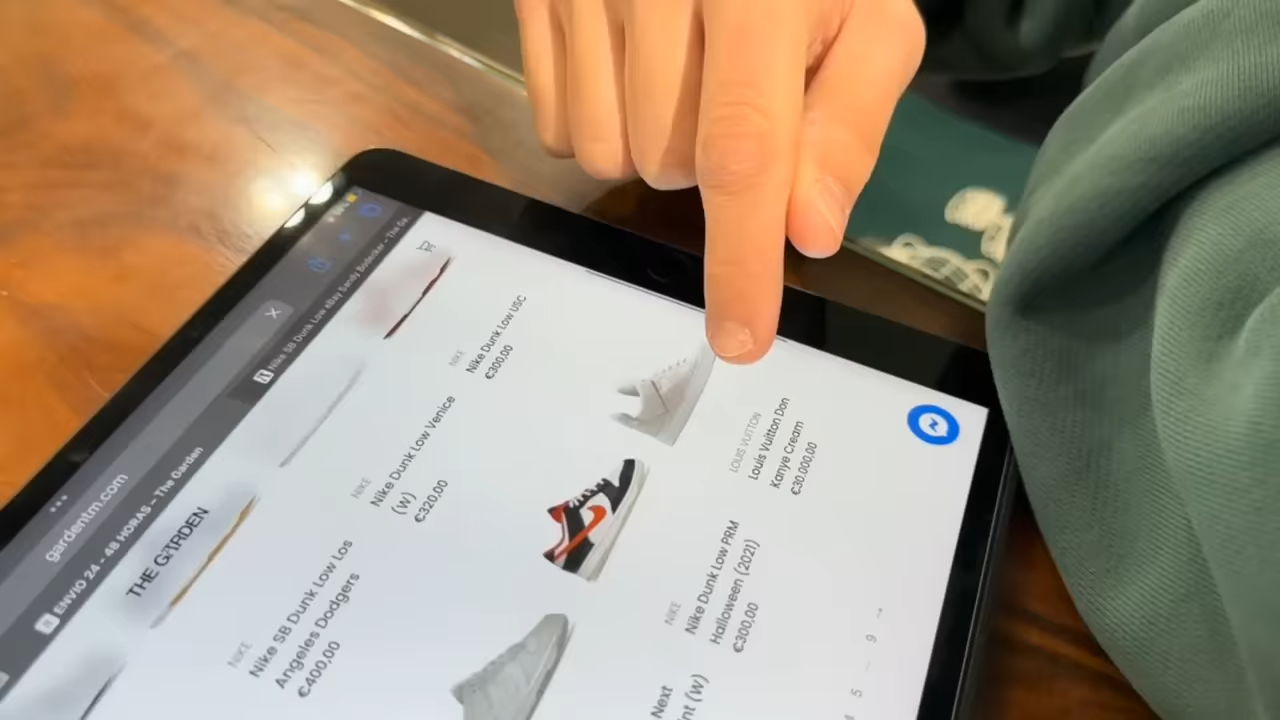 gardentm.com
ENVIO 24 - 48 HORAS - The Garden
Nike SB Dunk Low eBay Sandy Bodecker - The Ga
THE GARDEN
NIKE
Nike SB Dunk Low Los
Angeles Dodgers
€400,00
NIKE
Nike Dunk Low Venice
(W)
€320,00
NIKE
Nike Dunk Low USC
€300,00
Next
(W)
NIKE
Nike Dunk Low PRM
Halloween (2021)
€300,00
LOUIS VUITTON
Louis Vuitton Don
Kanye Cream
€30.000,00
5 ... 9 →